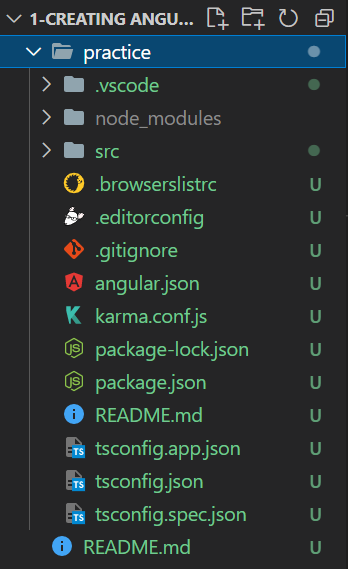 1-CREATING ANGU...
practice
.vscode
node_modules
src
.browserslistrc U
.editorconfig U
.gitignore U
angular.json U
karma.conf.js U
package-lock.json U
package.json U
README.md U
tsconfig.app.json U
tsconfig.json U
tsconfig.spec.json U
README.md U